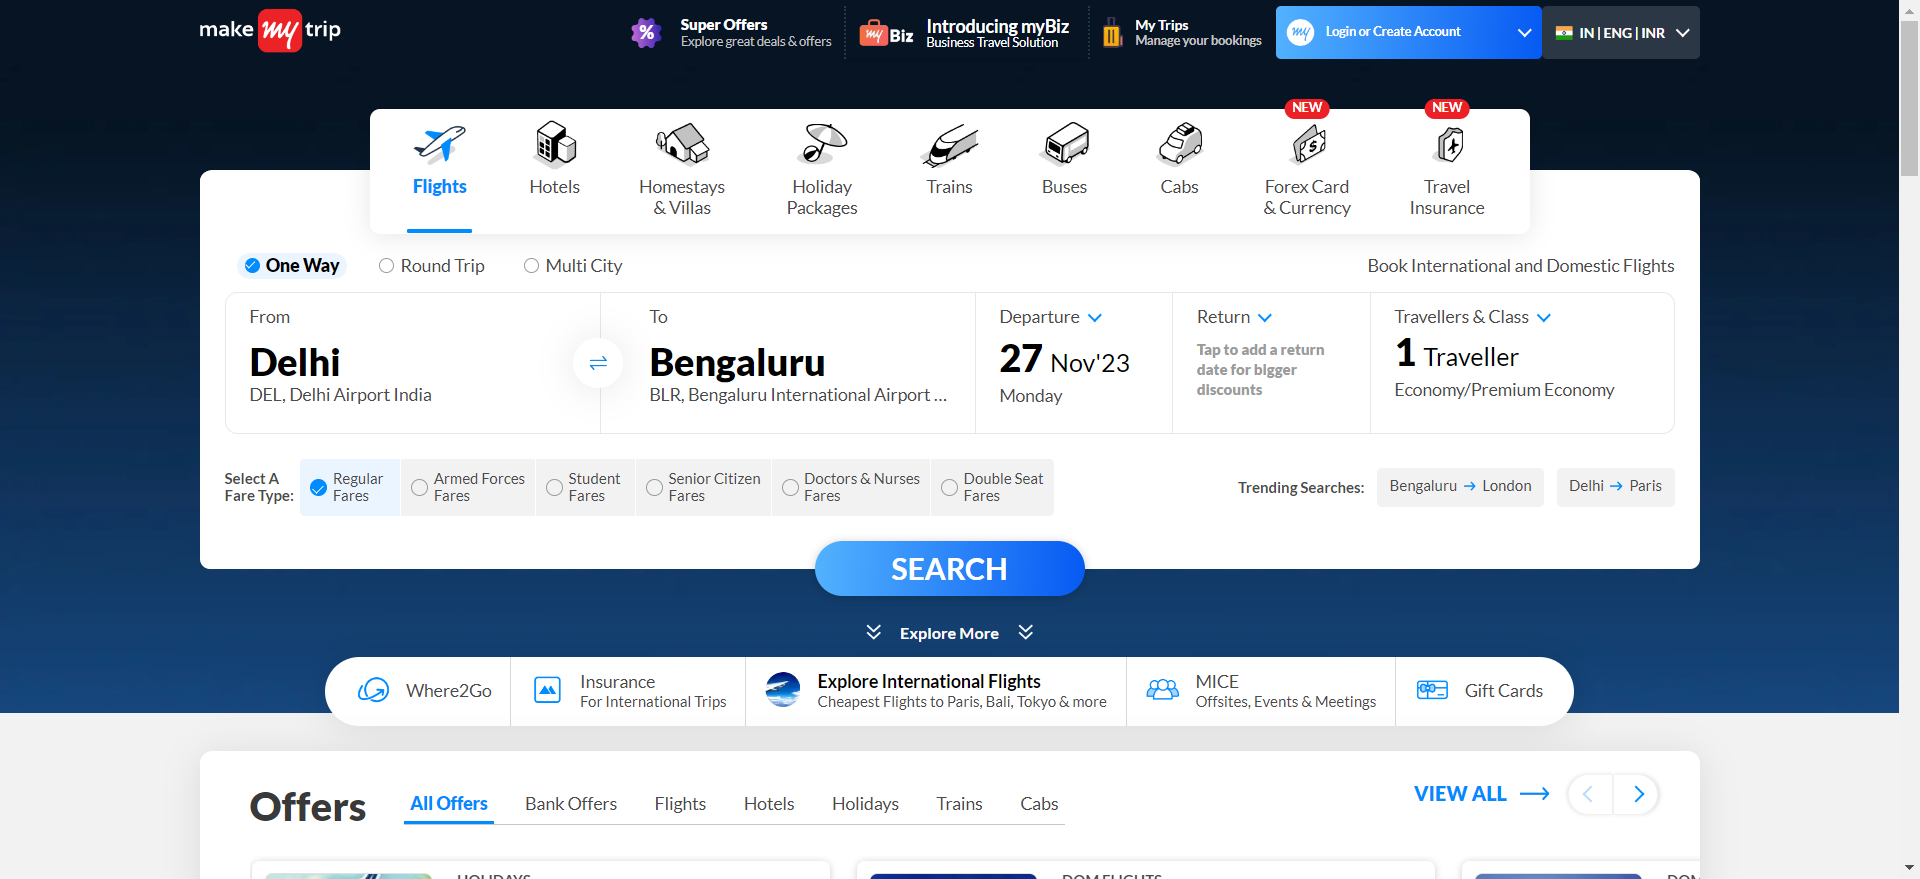 make my trip
Super Offers
Explore great deals & offers
my Biz
Introducing myBiz
Business Travel Solution
My Trips
Manage your bookings
my
Login or Create Account
IN | ENG | INR
NEW
NEW
Flights
Hotels
Homestays
& Villas
Holiday
Packages
Trains
Buses
Cabs
Forex Card
& Currency
Travel
Insurance
One Way
Round Trip
Multi City
Book International and Domestic Flights
From
Delhi
DEL, Delhi Airport India
To
Bengaluru
BLR, Bengaluru International Airport ...
Departure
27 Nov'23
Monday
Return
Tap to add a return
date for bigger
discounts
Travellers & Class
1 Traveller
Economy/Premium Economy
Select A
Fare Type:
Regular
Fares
Armed Forces
Fares
Student
Fares
Senior Citizen
Fares
Doctors & Nurses
Fares
Double Seat
Fares
Trending Searches:
Bengaluru → London
Delhi → Paris
SEARCH
Explore More
Where2Go
Insurance
For International Trips
Explore International Flights
Cheapest Flights to Paris, Bali, Tokyo & more
MICE
Offsites, Events & Meetings
Gift Cards
Offers
All Offers
Bank Offers
Flights
Hotels
Holidays
Trains
Cabs
VIEW ALL
HOLIDAYS
DOM FLIGHTS
DOM